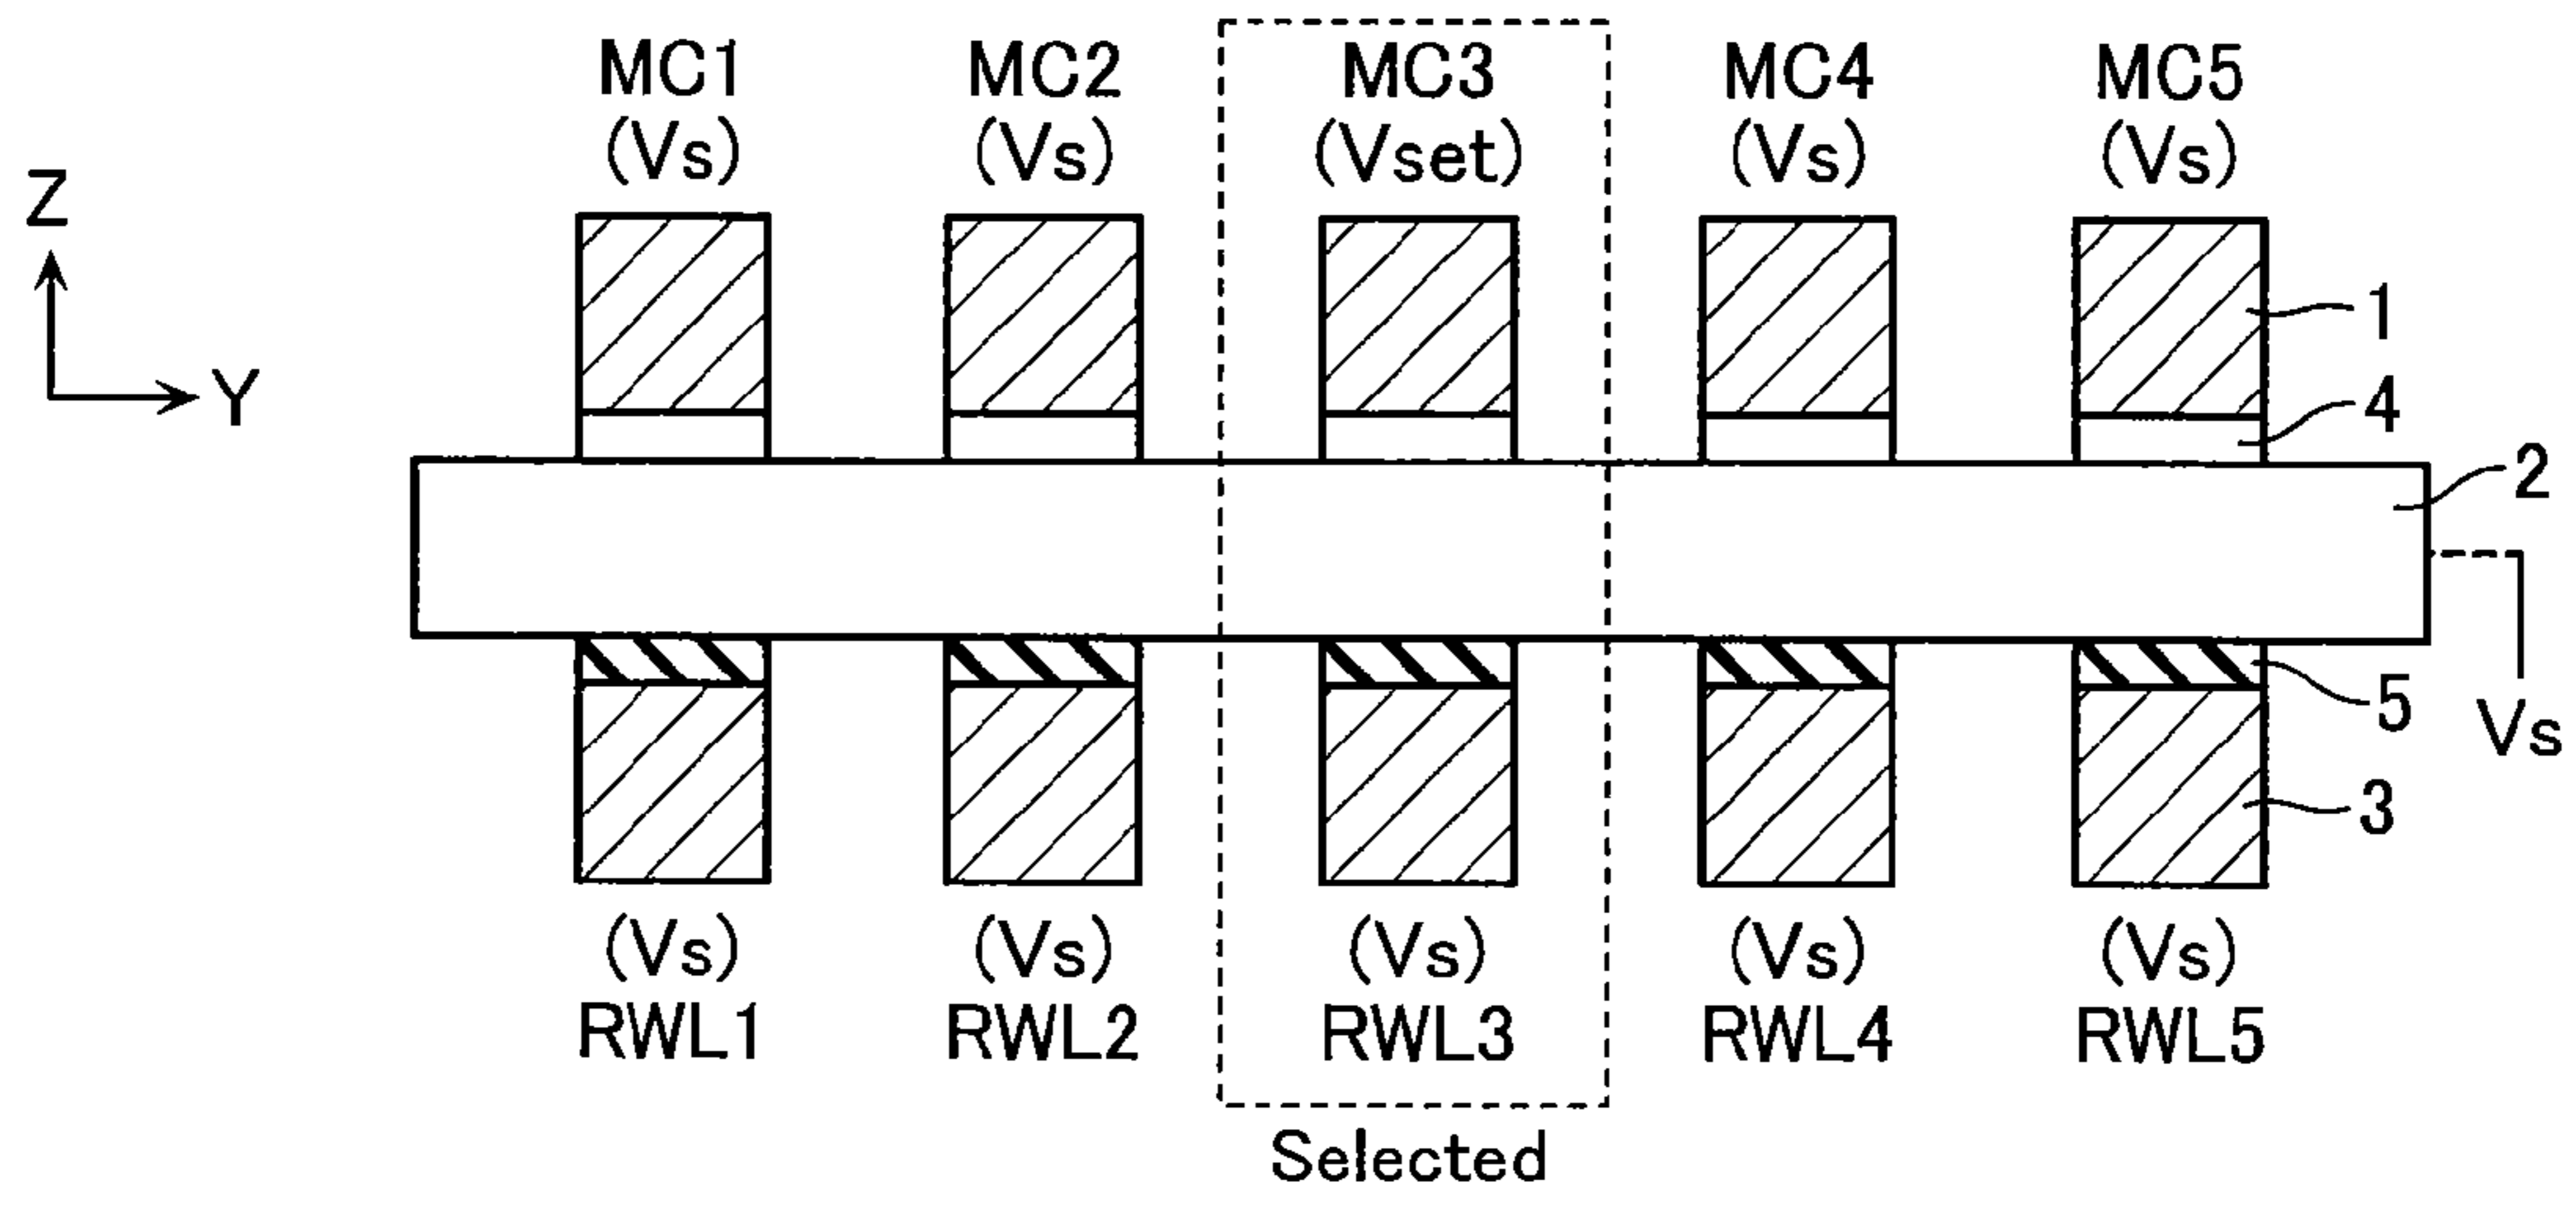 MC1 MC2 MC3 MC4 MC5
(Vs) (Vs) (Vset) (Vs) (Vs)
Z
Y
1
4
2
5
Vs
3
(Vs) (Vs) (Vs) (Vs) (Vs)
RWL1 RWL2 RWL3 RWL4 RWL5
Selected